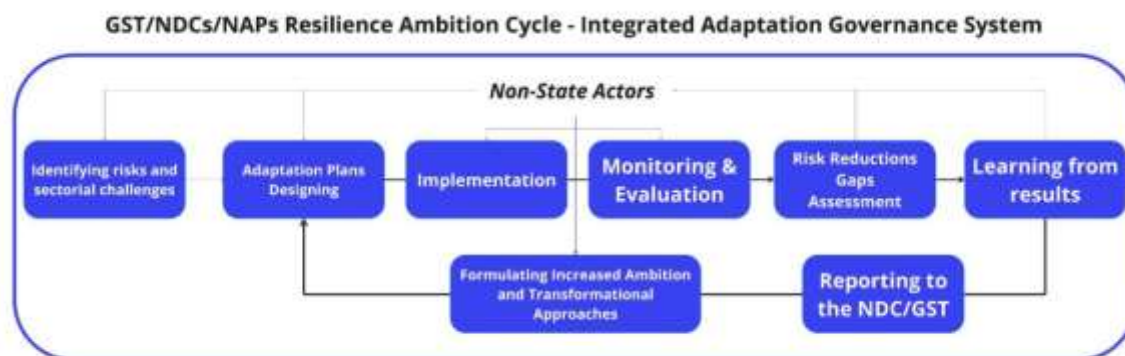 GST/NDCs/NAPs Resilience Ambition Cycle - Integrated Adaptation Governance System
Non-State Actors
Identifying risks and
sectorial challenges
Adaptation Plans
Designing
Implementation
Monitoring &
Evaluation
Risk Reductions
Gaps
Assessment
Learning from
results
Formulating Increased Ambition
and Transformational
Approaches
Reporting to
the NDC/GST